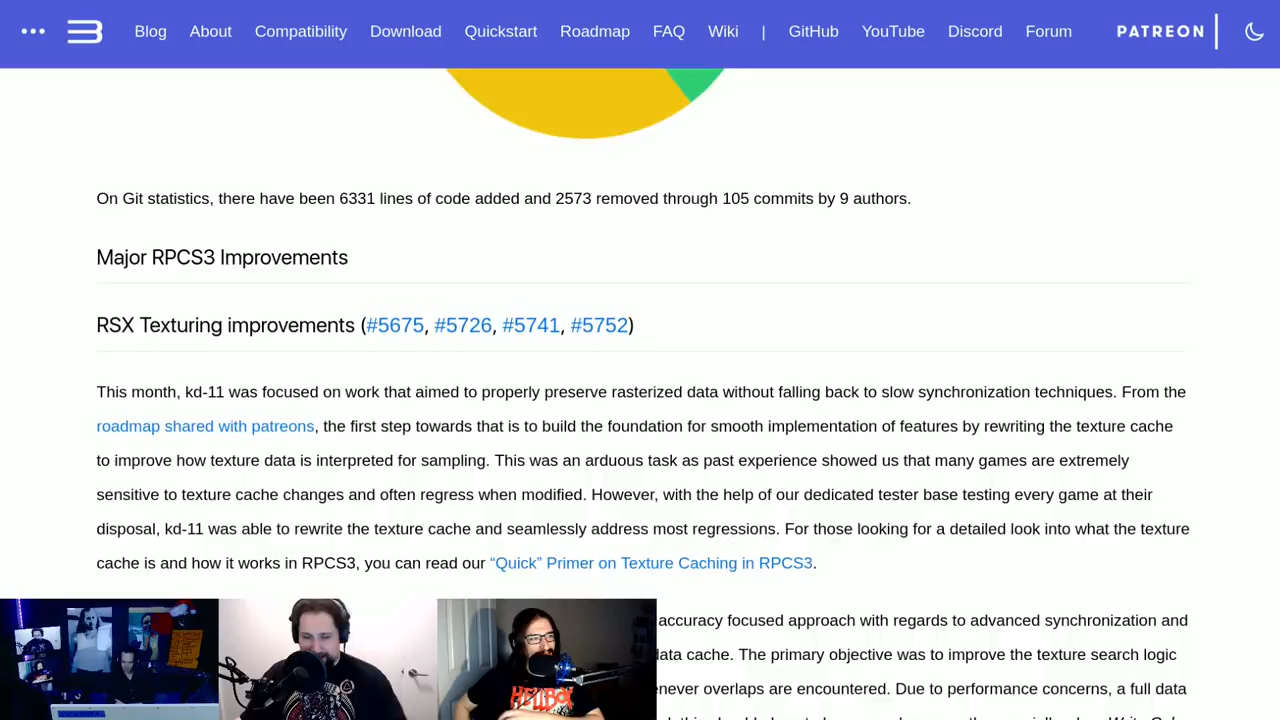 Blog About Compatibility Download Quickstart Roadmap FAQ Wiki | GitHub YouTube Discord Forum PATREON
On Git statistics, there have been 6331 lines of code added and 2573 removed through 105 commits by 9 authors.
Major RPCS3 Improvements
RSX Texturing improvements (#5675, #5726, #5741, #5752)
This month, kd-11 was focused on work that aimed to properly preserve rasterized data without falling back to slow synchronization techniques. From the
roadmap shared with patreons, the first step towards that is to build the foundation for smooth implementation of features by rewriting the texture cache
to improve how texture data is interpreted for sampling. This was an arduous task as past experience showed us that many games are extremely
sensitive to texture cache changes and often regress when modified. However, with the help of our dedicated tester base testing every game at their
disposal, kd-11 was able to rewrite the texture cache and seamlessly address most regressions. For those looking for a detailed look into what the texture
cache is and how it works in RPCS3, you can read our “Quick” Primer on Texture Caching in RPCS3.
accuracy focused approach with regards to advanced synchronization and
data cache. The primary objective was to improve the texture search logic
enever overlaps are encountered. Due to performance concerns, a full data
HELLBOY